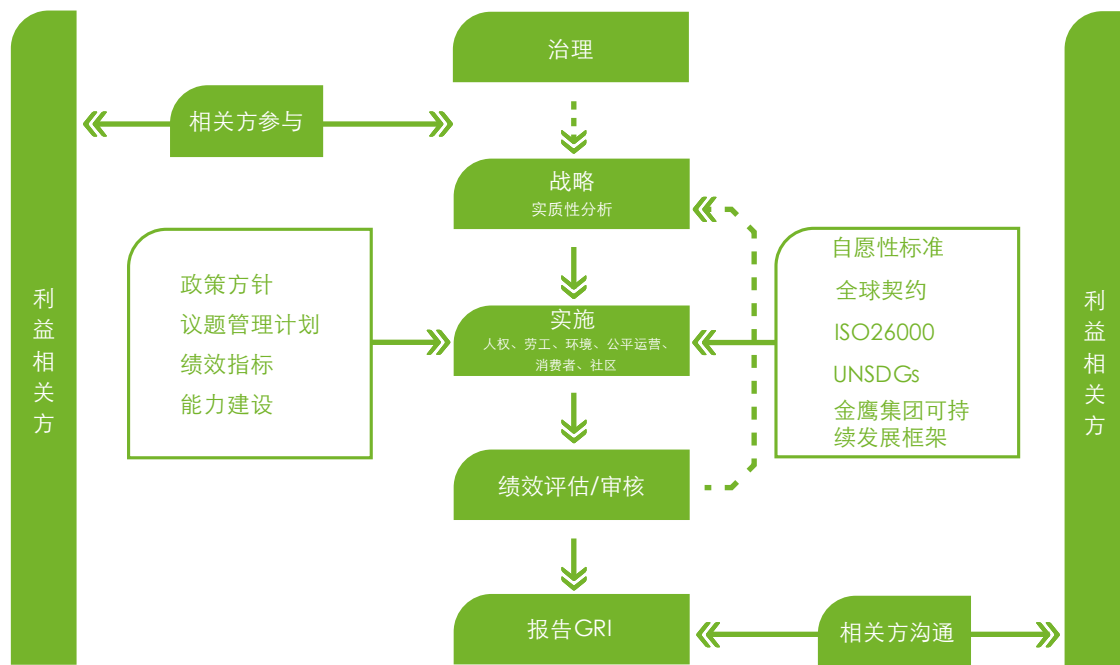 治理
相关方参与
战略
实质性分析
利益相关方
政策方针
议题管理计划
绩效指标
能力建设
实施
人权、劳工、环境、公平运营、
消费者、社区
自愿性标准
全球契约
ISO26000
UNSDGs
金鹰集团可持
续发展框架
利益相关方
绩效评估/审核
报告GRI
相关方沟通